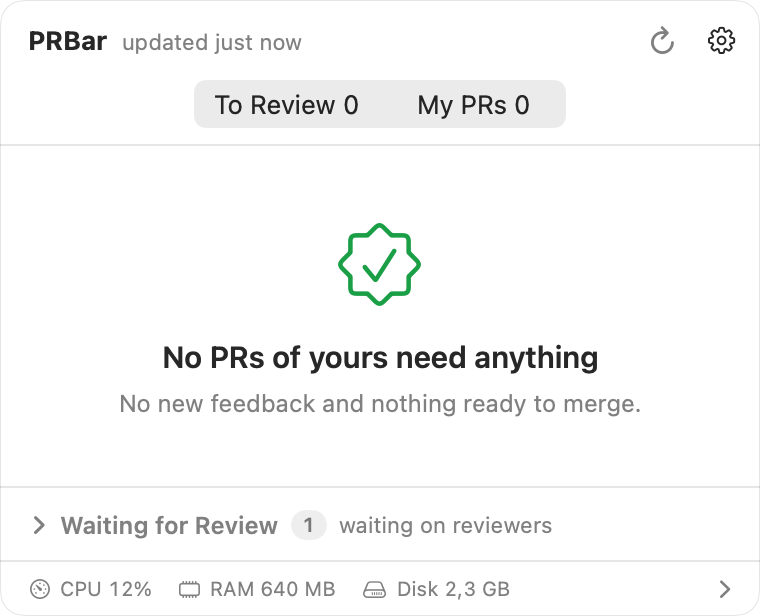 PRBar updated just now
To Review 0 My PRs 0
No PRs of yours need anything
No new feedback and nothing ready to merge.
Waiting for Review 1 waiting on reviewers
CPU 12% RAM 640 MB Disk 2,3 GB